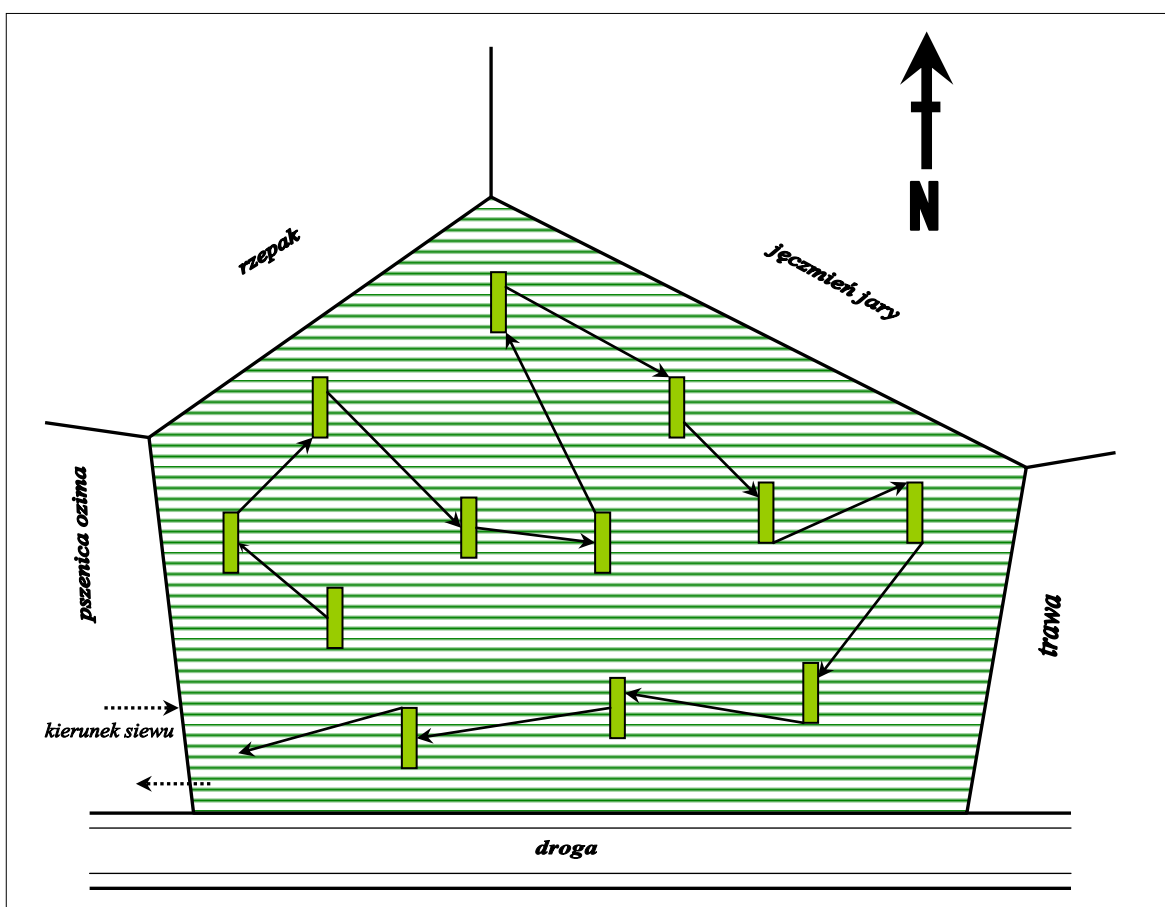 N
rzepak
jęczmień jary
pszenica ozima
trawa
kierunek siewu
droga